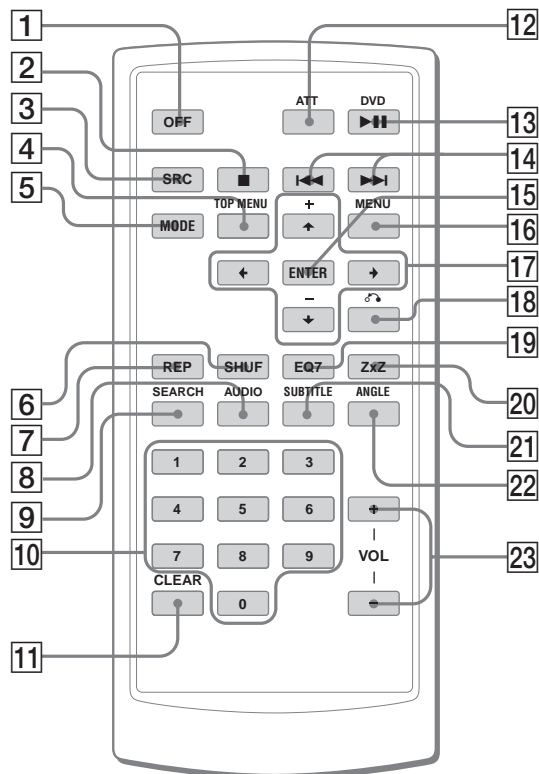 1
12
2
ATT DVD
3
OFF
13
4
14
SRC
5
TOP MENU MENU
15
+
MODE
16
ENTER
17
–
18
19
REP SHUF EQ7 ZxZ
6
20
SEARCH AUDIO SUBTITLE ANGLE
7
21
8
22
9
1 2 3
10
4 5 6
+
7 8 9
VOL
23
CLEAR
0
–
11